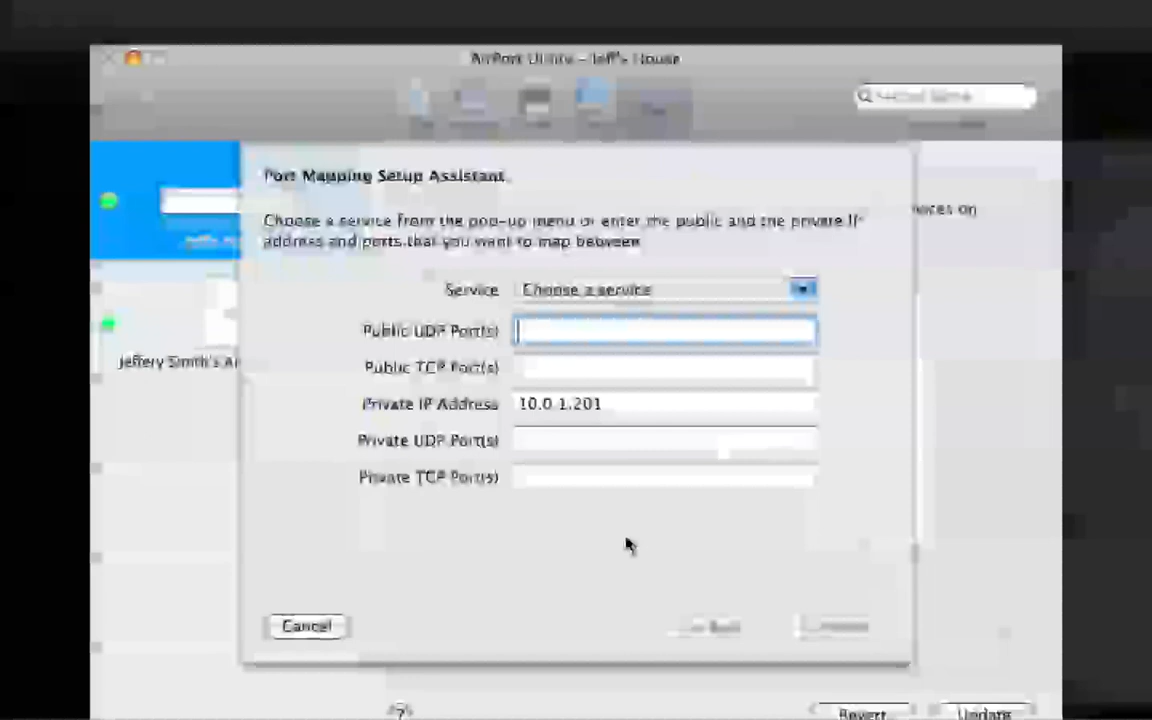 AirPort Utility - Jeff's House
Port Mapping Setup Assistant
Choose a service from the pop-up menu or enter the public and the private IP
address and ports that you want to map between
Service
Choose a service
Public UDP Port(s)
Public TCP Port(s)
Private IP Address
10.0.1.201
Private UDP Port(s)
Private TCP Port(s)
Jeffery Smith's Ai
on
Cancel
?
Revert
Update